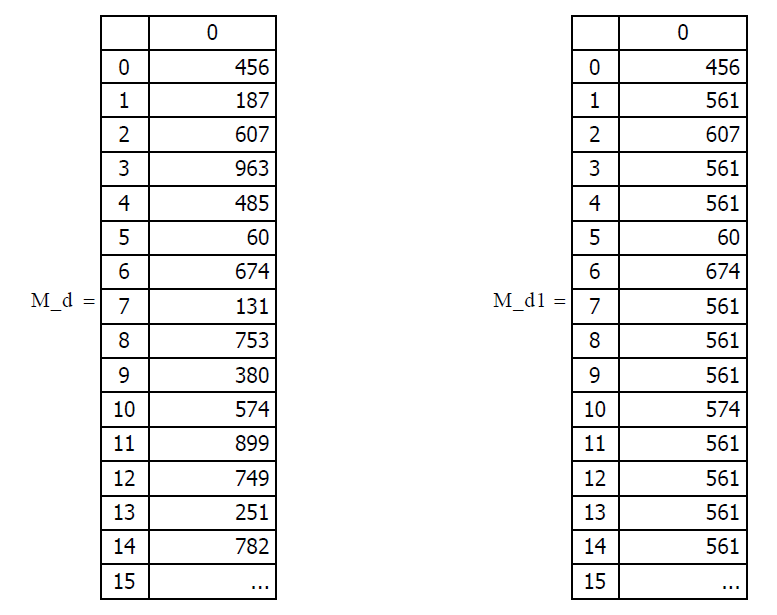 0 0
0 456 0 456
1 187 1 561
2 607 2 607
3 963 3 561
4 485 4 561
5 60 5 60
6 674 6 674
M_d = 7 131 M_d1 = 7 561
8 753 8 561
9 380 9 561
10 574 10 574
11 899 11 561
12 749 12 561
13 251 13 561
14 782 14 561
15 ... 15 ...